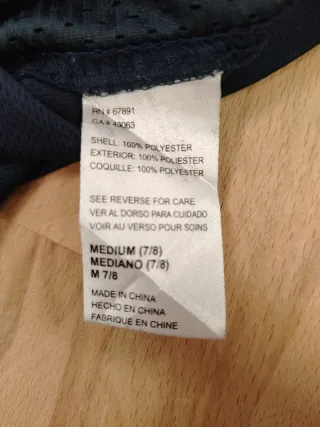 RN # 67891
CA # 43063
SHELL: 100% POLYESTER
EXTERIOR: 100% POLIESTER
COQUILLE: 100% POLYESTER
SEE REVERSE FOR CARE
VER AL DORSO PARA CUIDADO
VOIR AU VERSO POUR SOINS
MEDIUM (7/8)
MEDIANO (7/8)
M 7/8
MADE IN CHINA
HECHO EN CHINA
FABRIQUÉ EN CHINE